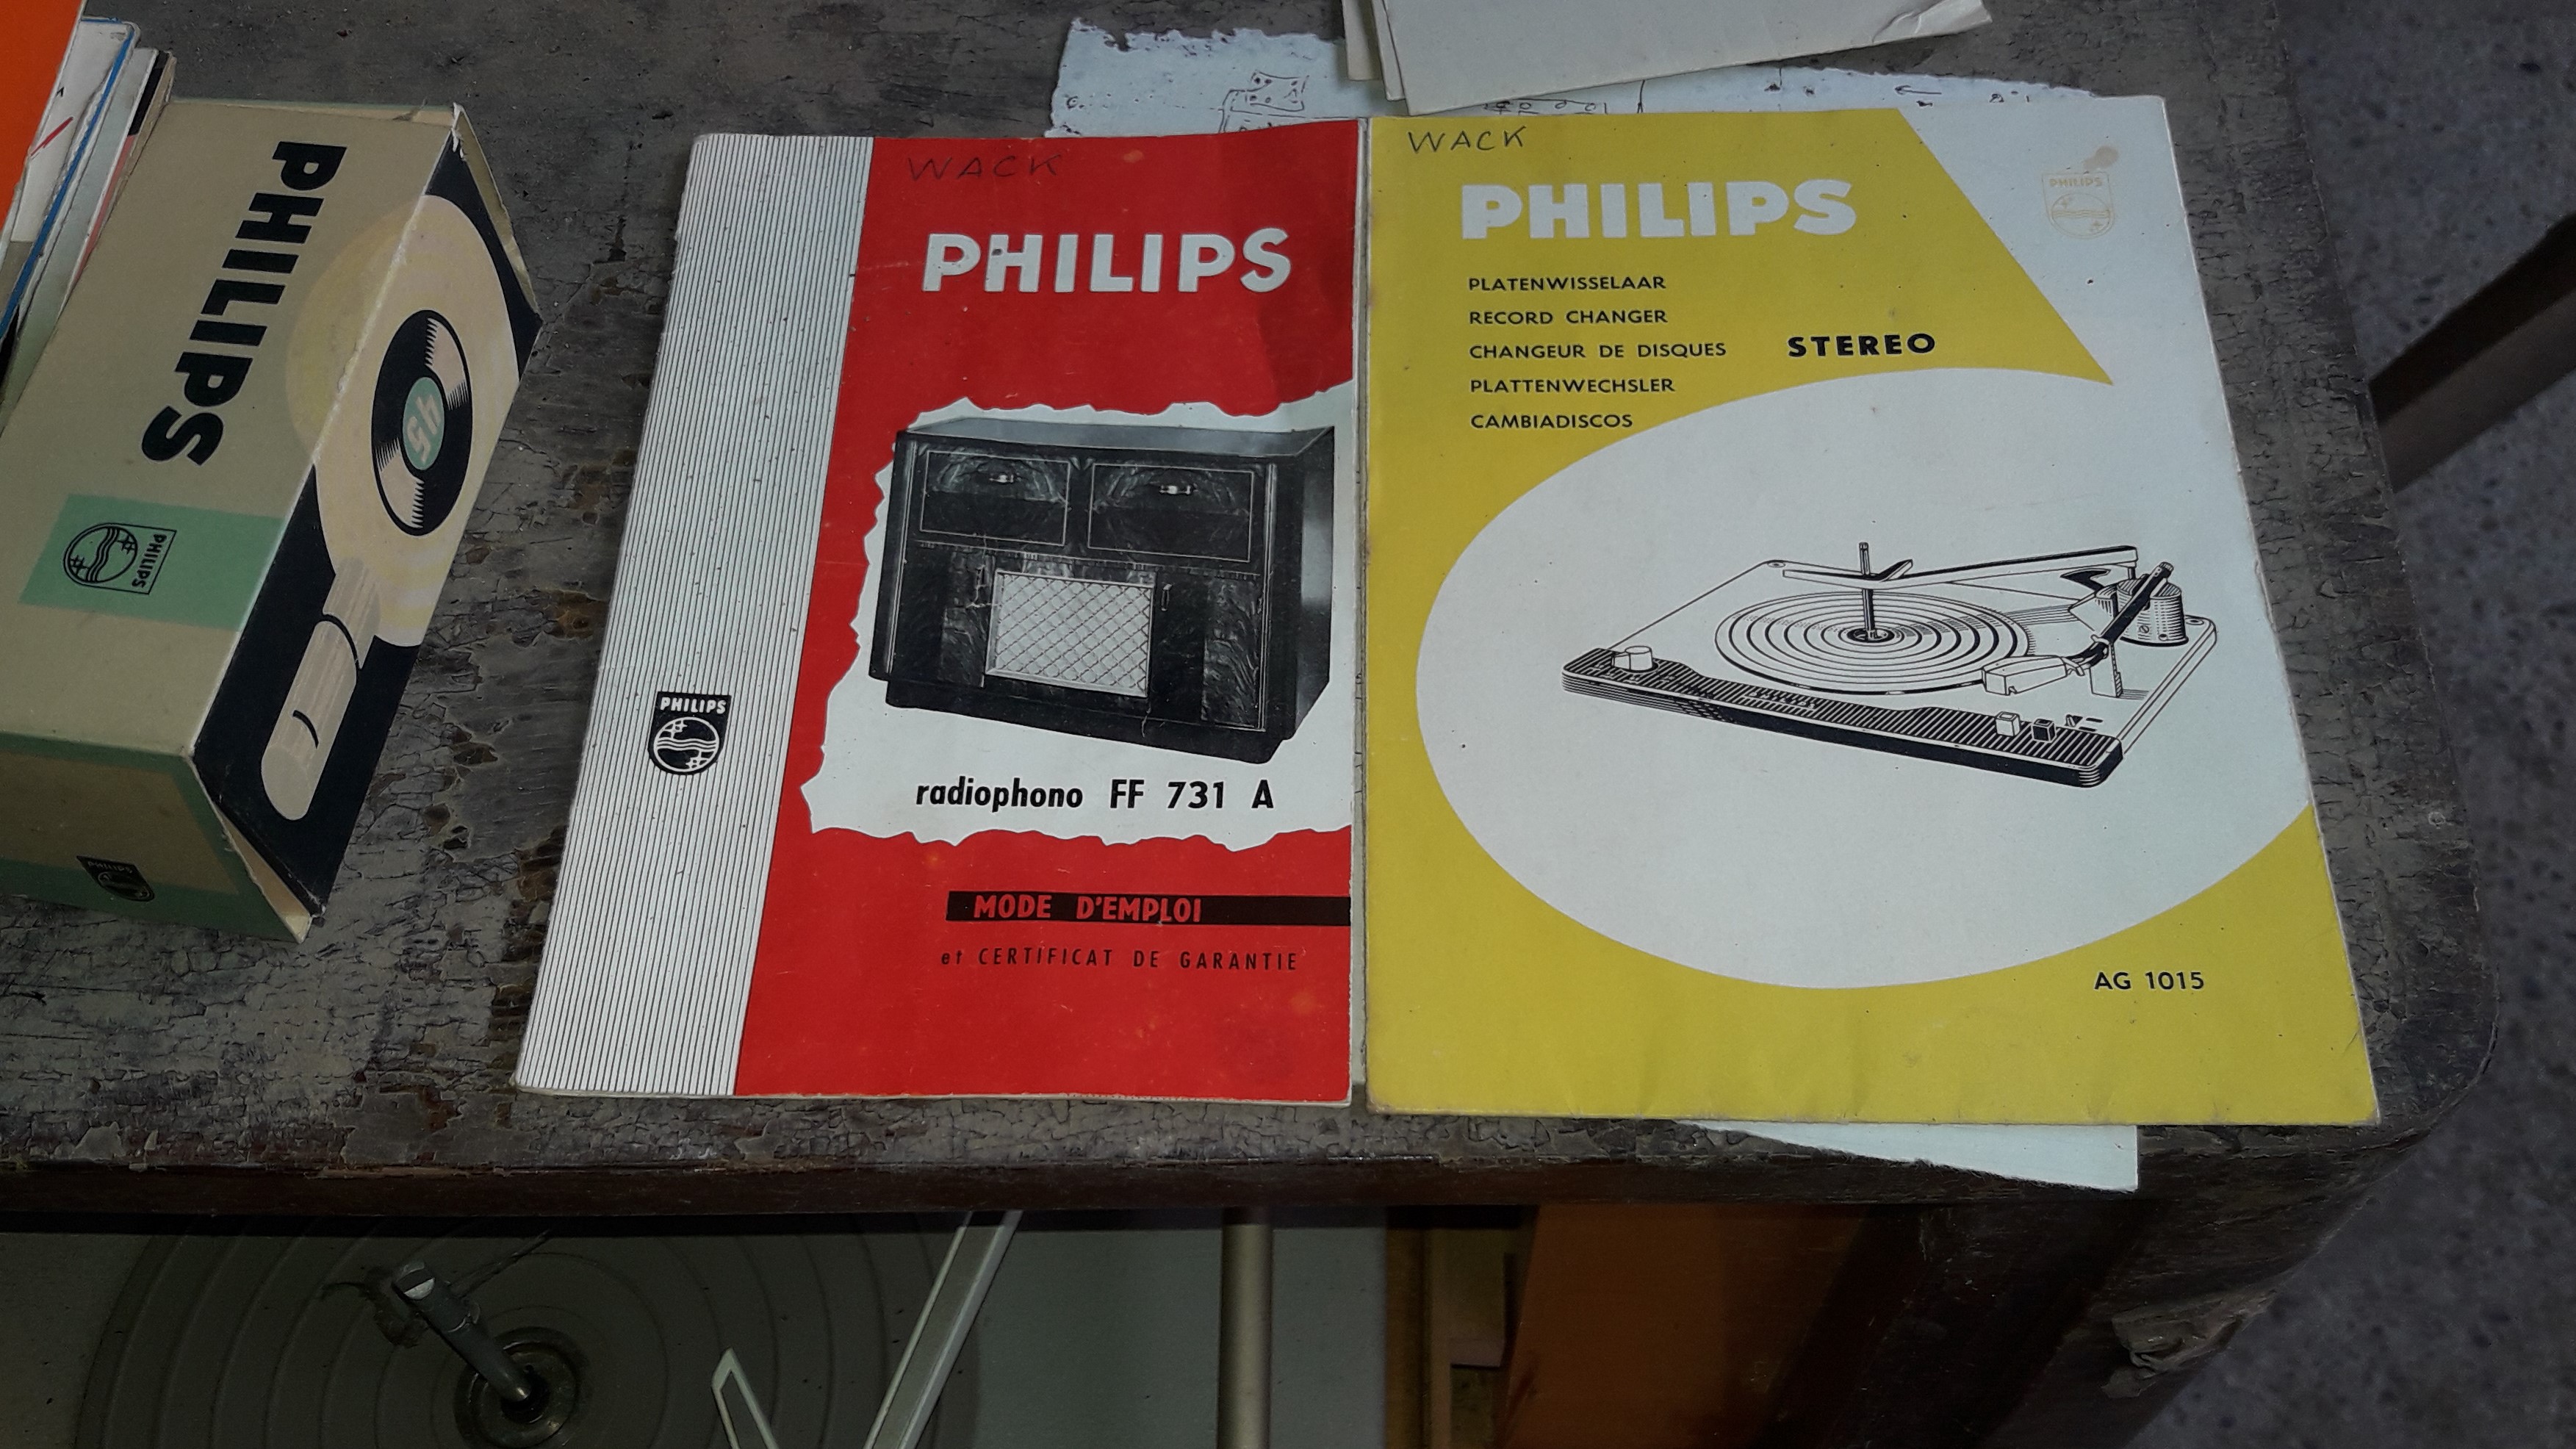 PHILIPS
45
PHILIPS
PHILIPS
WACK
PHILIPS
PHILIPS
radiophono FF 731 A
MODE D'EMPLOI
et CERTIFICAT DE GARANTIE
WACK
PHILIPS
PHILIPS
PLATENWISSELAAR
RECORD CHANGER
CHANGEUR DE DISQUES STEREO
PLATTENWECHSLER
CAMBIADISCOS
AG 1015